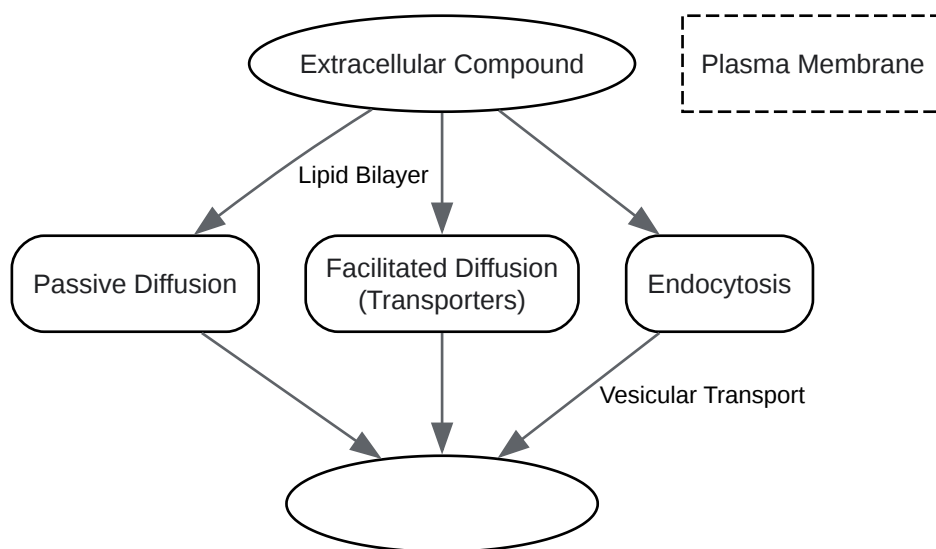 Extracellular Compound
Plasma Membrane
Lipid Bilayer
Passive Diffusion
Facilitated Diffusion
(Transporters)
Endocytosis
Vesicular Transport